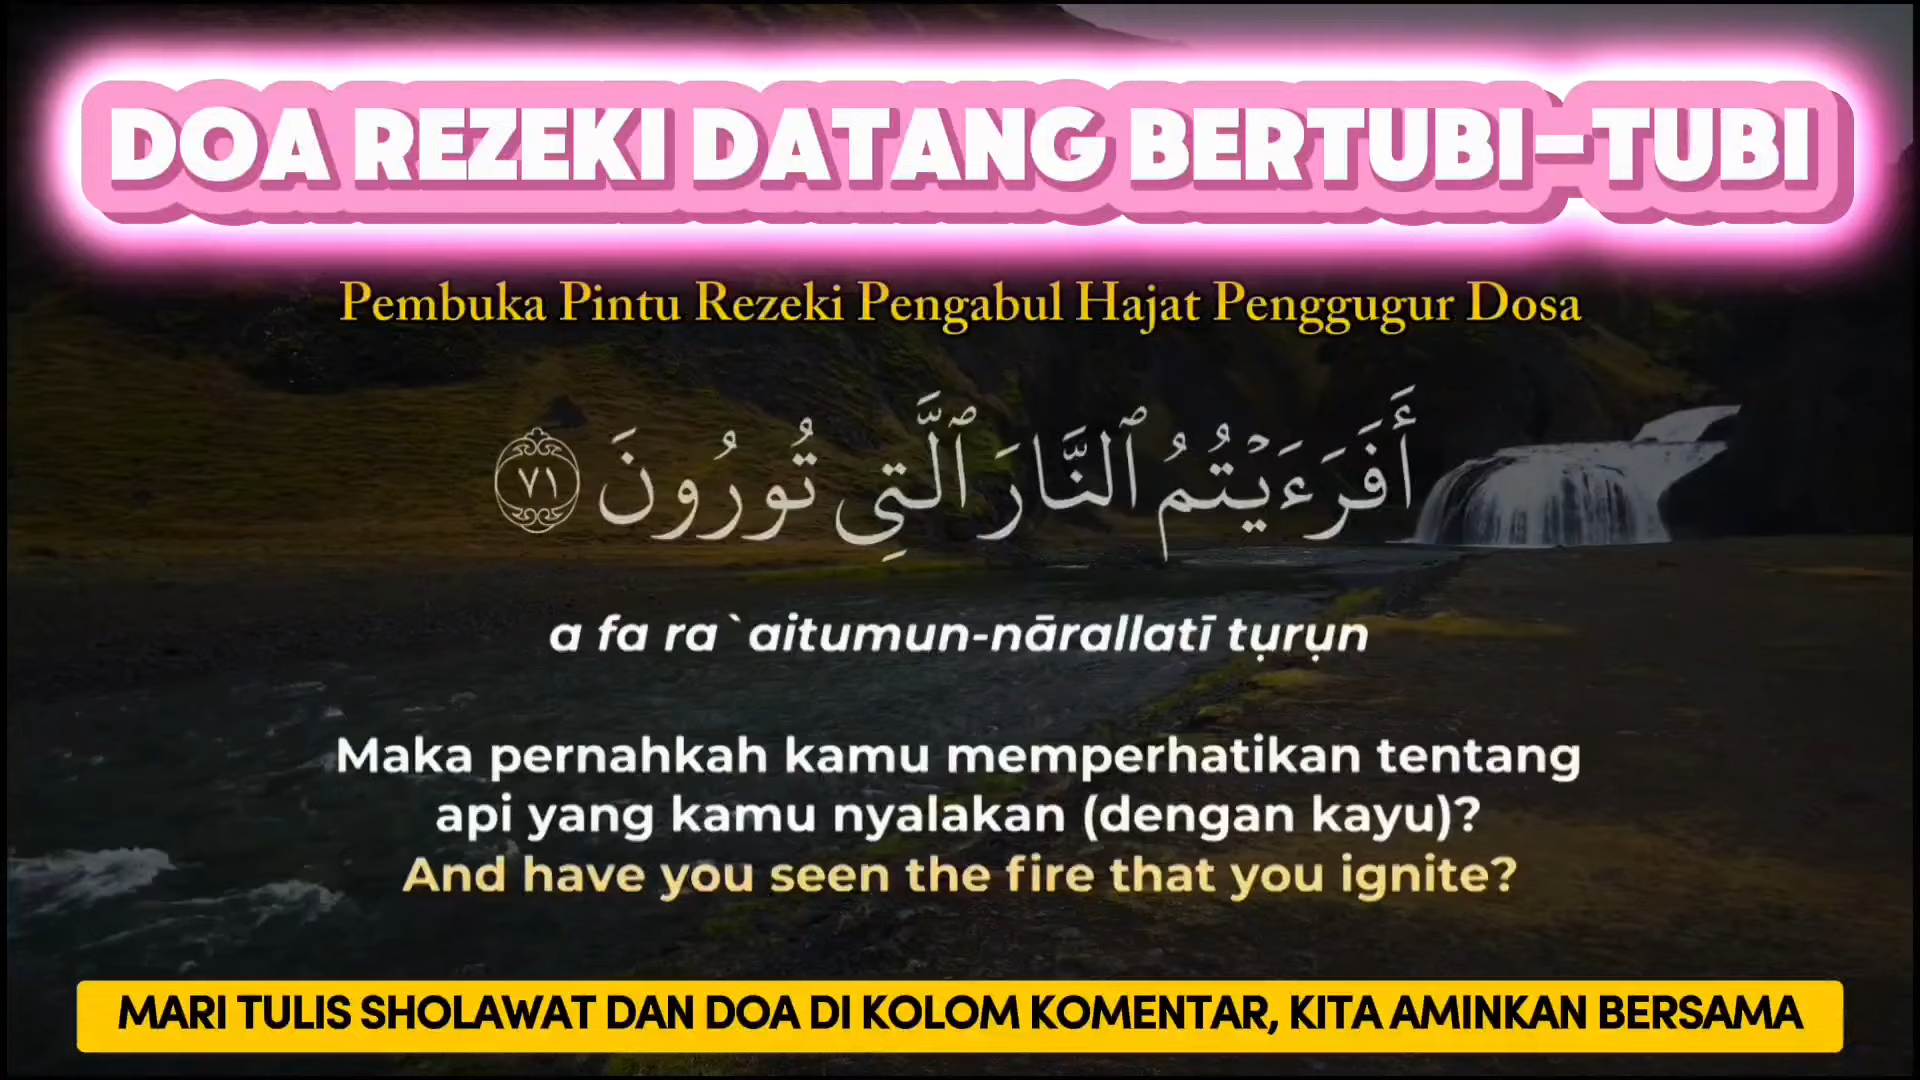 DOA REZEKI DATANG BERTUBI-TUBI
Pembuka Pintu Rezeki Pengabul Hajat Penggugur Dosa
أَفَرَءَيْتُمُ ٱلنَّارَ ٱلَّتِى تُورُونَ ٧١
a fa ra`aitumun-nārallatī tụrụn
Maka pernahkah kamu memperhatikan tentang
api yang kamu nyalakan (dengan kayu)?
And have you seen the fire that you ignite?
MARI TULIS SHOLAWAT DAN DOA DI KOLOM KOMENTAR, KITA AMINKAN BERSAMA